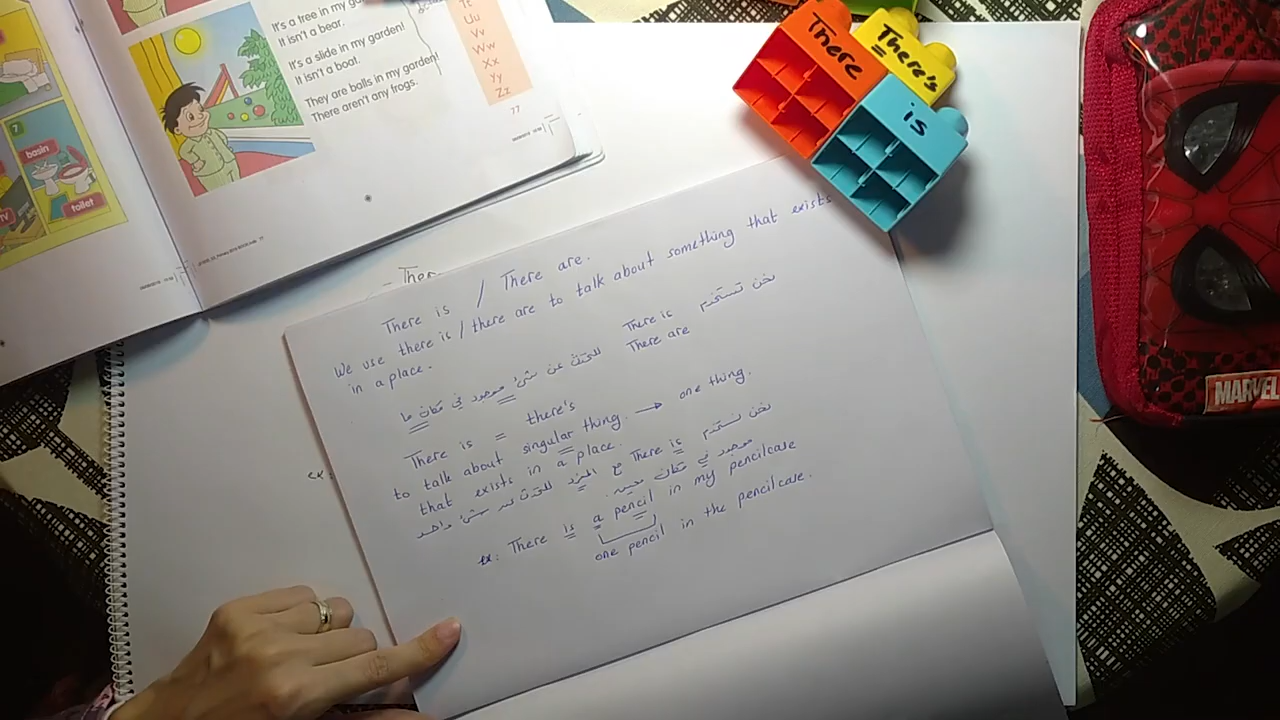 It's a tree in my
It isn't a bear.
It's a slide in my garden!
It isn't a boat.
They are balls in my garden!
There aren't any frogs.
Tt
Uu
Vv
Ww
Xx
Yy
Zz
77
7
basin
TV
toilet
There
There's
is
MARVEL
There is / There are.
We use there is / there are to talk about something that exists
in a place.
نحن نستخدم There is
There are للتحدث عن شئ موجود في مكان ما
There is = there's
to talk about singular thing. → one thing.
that exists in a place.
نحن نستخدم There is مع المفرد للتحدث عن شئ واحد
موجود في مكان معين.
ex: There is a pencil in my pencilcase
one pencil in the pencilcase.
ex: